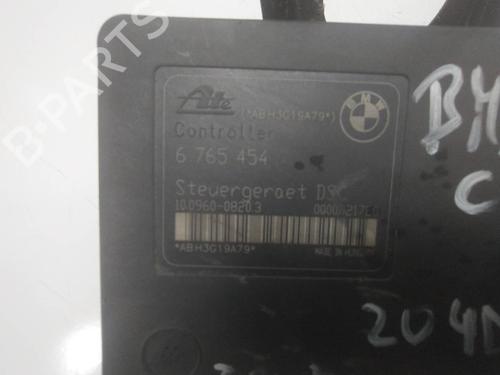 B-PARTS
Ate (*ABH3G19A79*) BMW
Controller
6 765 454
Steuergeraet DSC
10.0960-0820.3
*ABH3G19A79* MADE IN HUNGARY
BM
C
204